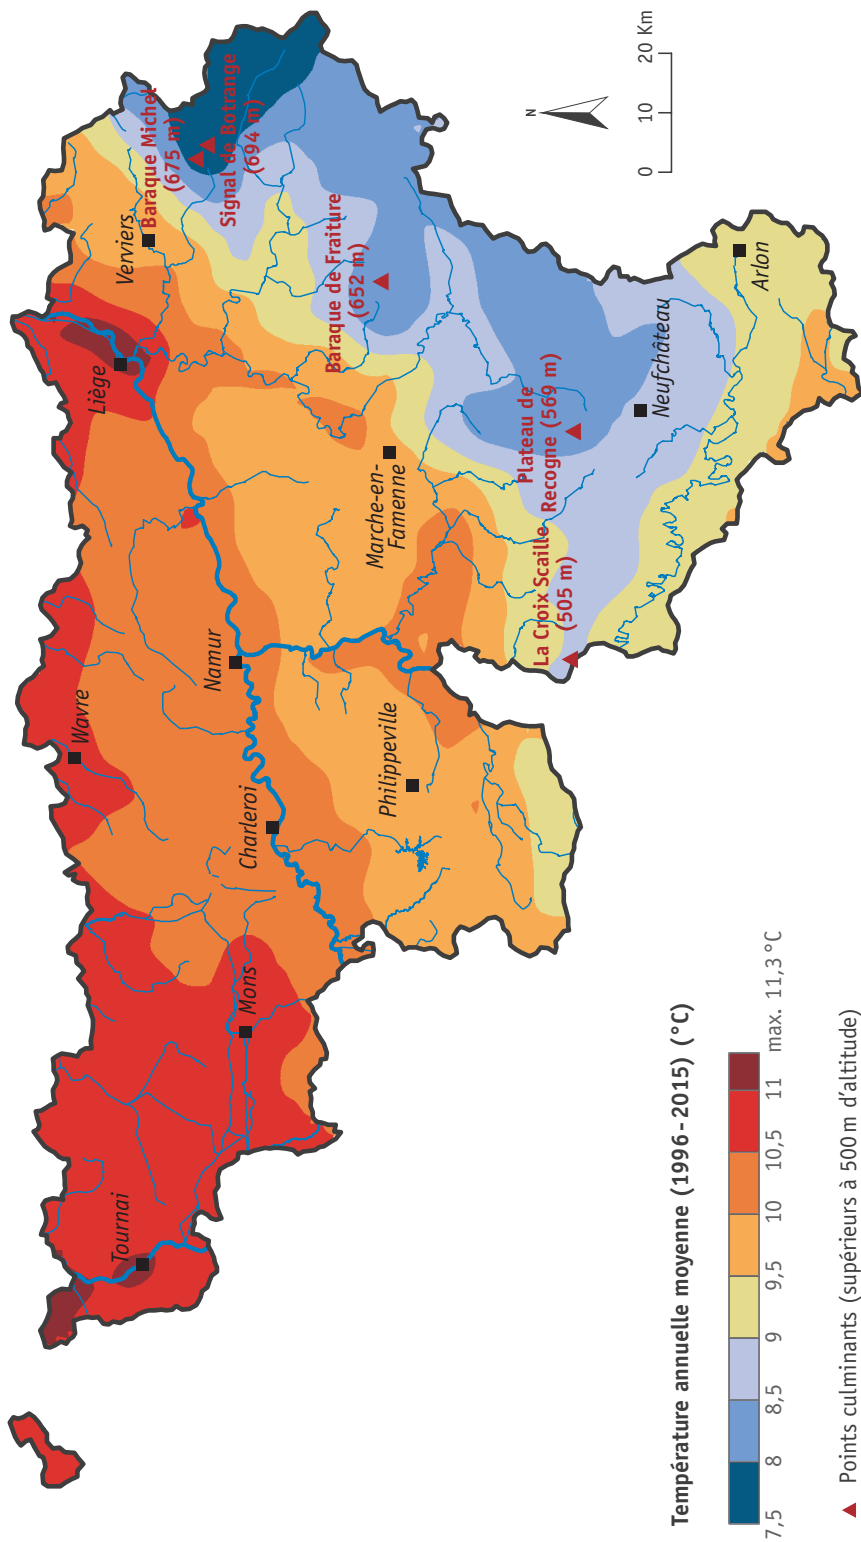 Baraque Michel
(675 m)
Signal de Botrange
(694 m)
Verviers
Liège
Baraque de Fraiture
(652 m)
Marche-en-
Famenne
Wavre
Namur
Charleroi
Philippeville
Mons
Tournai
La Croix Scaille
(505 m)
Plateau de
Recogne (569 m)
Neufchâteau
Arlon
N
0 10 20 Km
Température annuelle moyenne (1996-2015) (°C)
7,5 8 8,5 9 9,5 10 10,5 11 max. 11,3 °C
Points culminants (supérieurs à 500 m d'altitude)